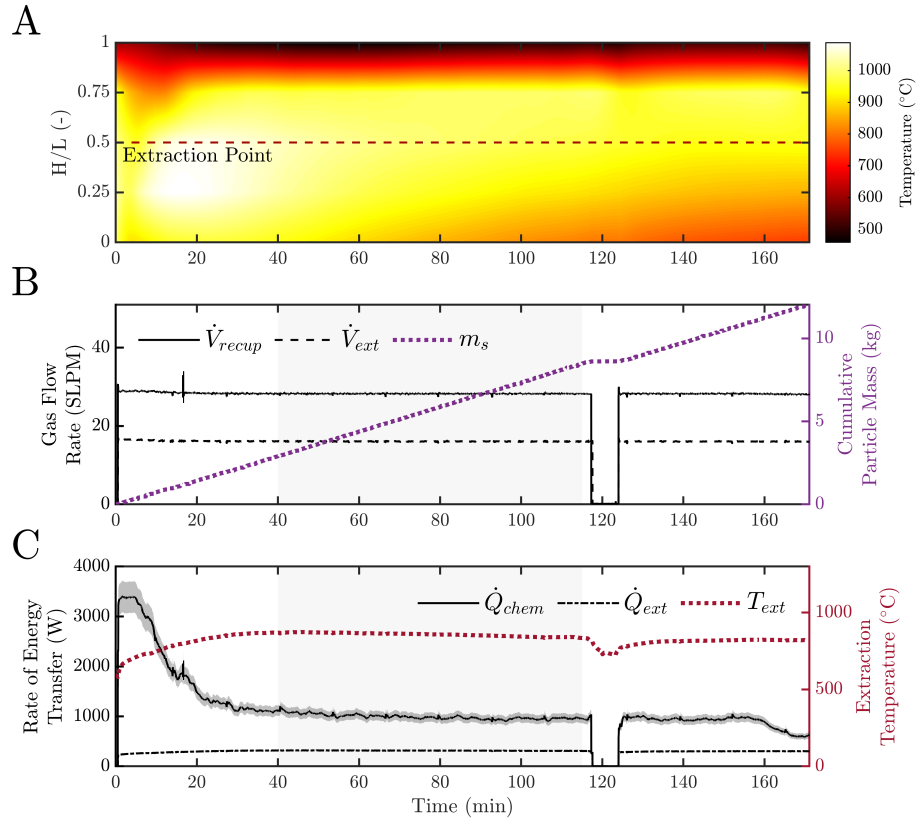 A
H/L (-)
1
0.75
0.5
0.25
0
Extraction Point
0 20 40 60 80 100 120 140 160
1000
900
800
700
600
500
Temperature (°C)
B
Gas Flow
Rate (SLPM)
40
20
0
V̇recup V̇ext ms
10
5
0
Cumulative
Particle Mass (kg)
0 20 40 60 80 100 120 140 160
C
Rate of Energy
Transfer (W)
4000
3000
2000
1000
0
Q̇chem Q̇ext Text
1000
500
0
Extraction
Temperature (°C)
0 20 40 60 80 100 120 140 160
Time (min)